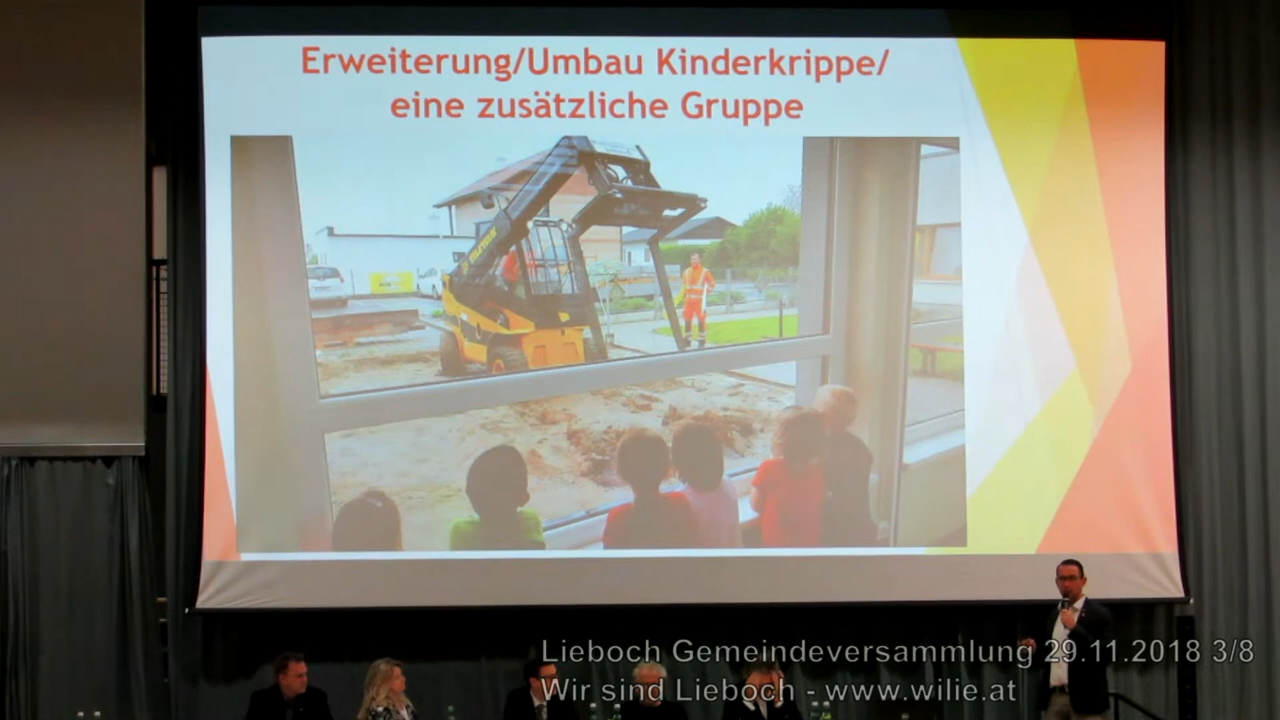 Erweiterung/Umbau Kinderkrippe/
eine zusätzliche Gruppe
Lieboch Gemeindeversammlung 29.11.2018 3/8
Wir sind Lieboch - www.wilie.at